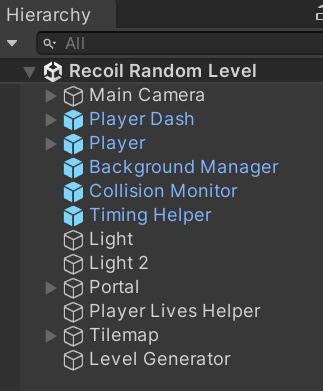 Hierarchy
All
Recoil Random Level
Main Camera
Player Dash
Player
Background Manager
Collision Monitor
Timing Helper
Light
Light 2
Portal
Player Lives Helper
Tilemap
Level Generator